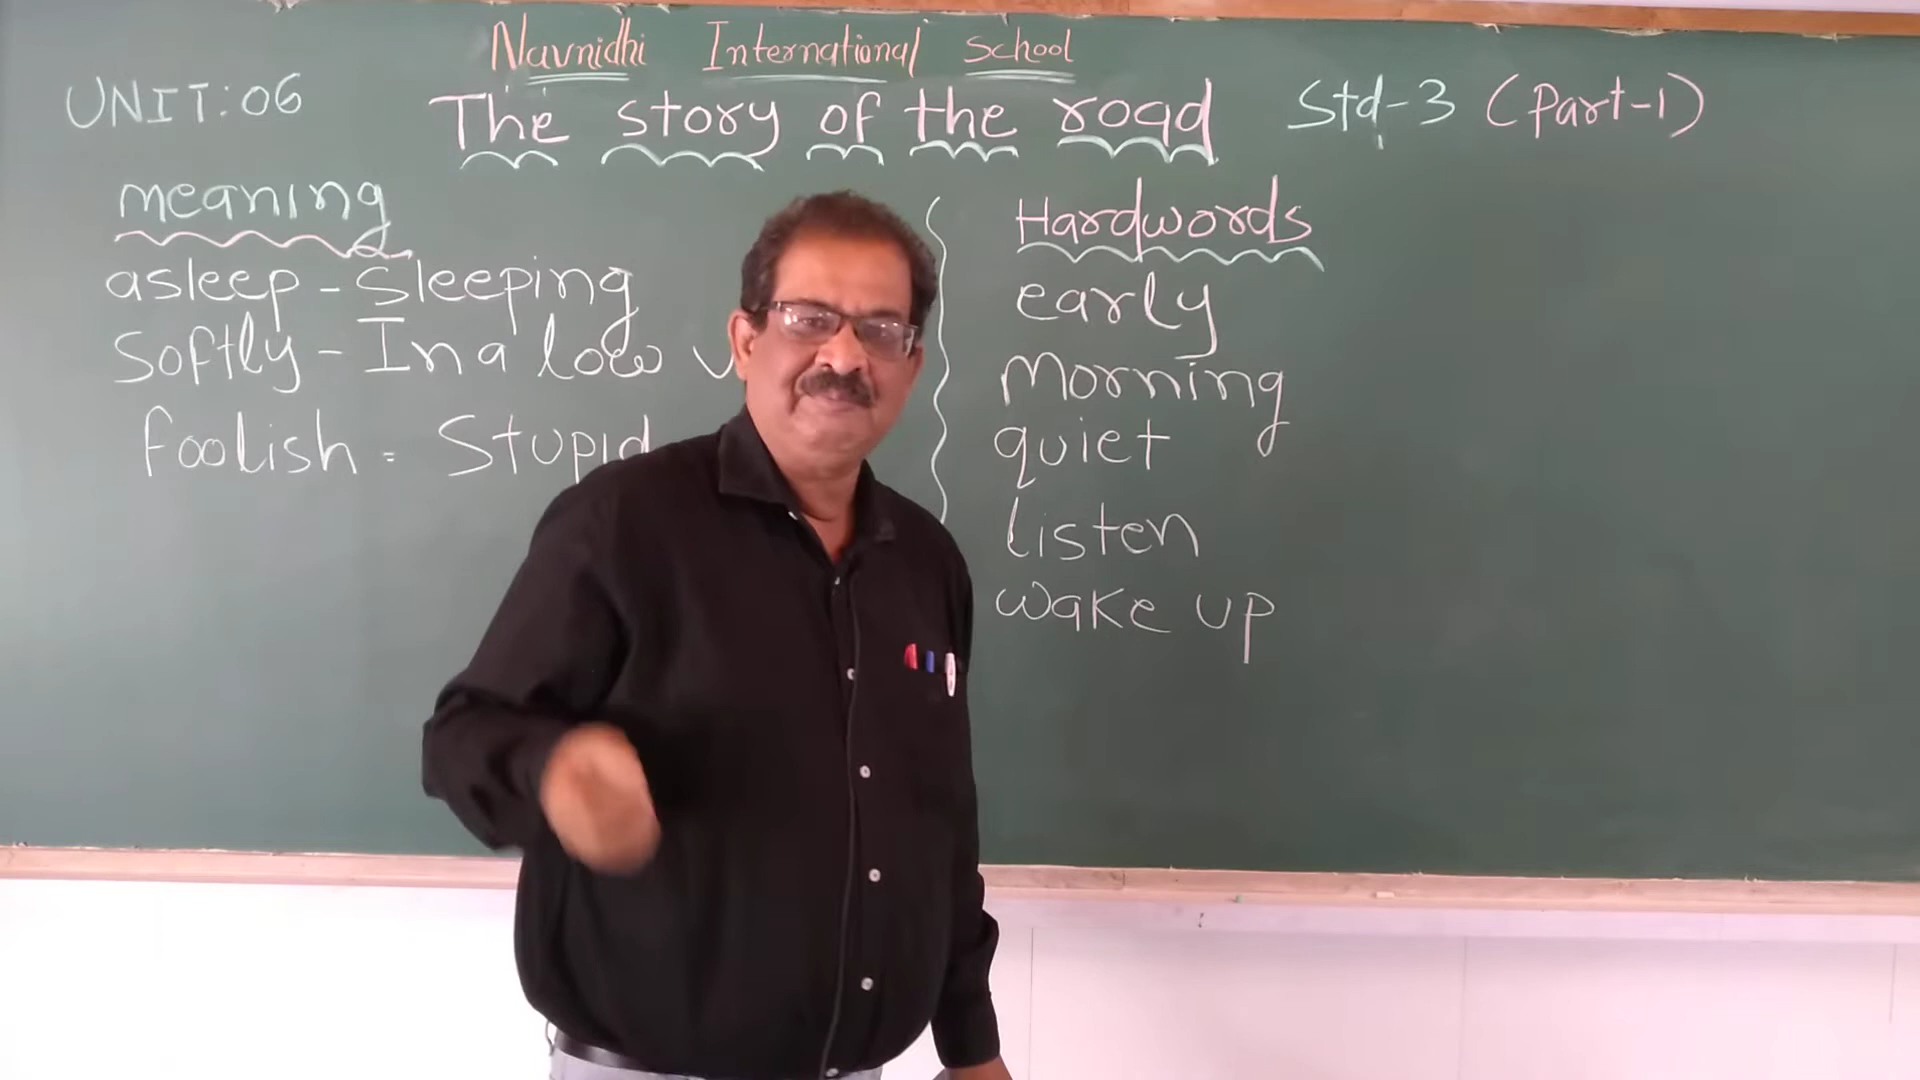 Navnidhi International School
UNIT:06
The story of the road
Std-3 (Part-1)
meaning
asleep - Sleeping
Softly - In a low
foolish = Stupid
Hardwords
early
Morning
quiet
listen
wake up